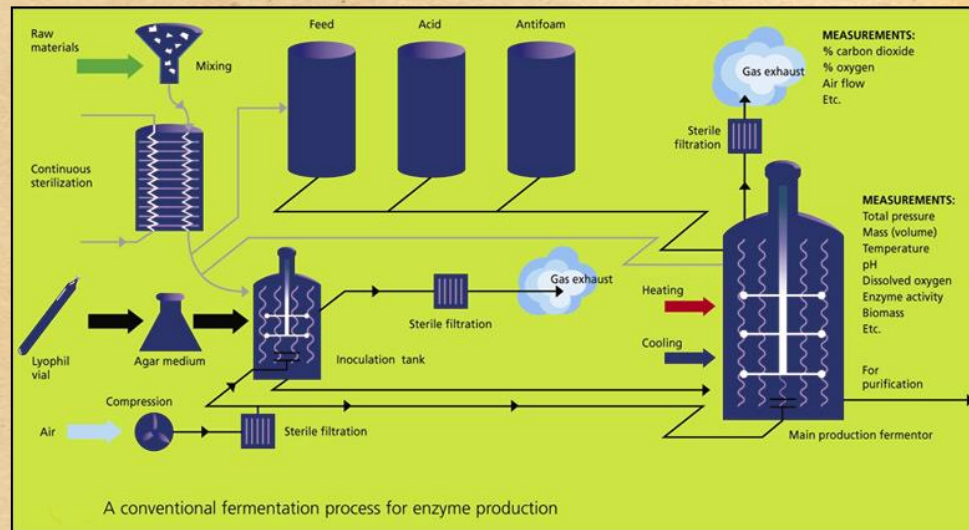 Raw
materials
Mixing
Feed
Acid
Antifoam
Gas exhaust
MEASUREMENTS:
% carbon dioxide
% oxygen
Air flow
Etc.
Sterile
filtration
Continuous
sterilization
MEASUREMENTS:
Total pressure
Mass (volume)
Temperature
pH
Dissolved oxygen
Enzyme activity
Biomass
Etc.
Gas exhaust
Heating
Sterile filtration
Cooling
Lyophil
vial
Agar medium
Inoculation tank
For
purification
Compression
Air
Sterile filtration
Main production fermentor
A conventional fermentation process for enzyme production